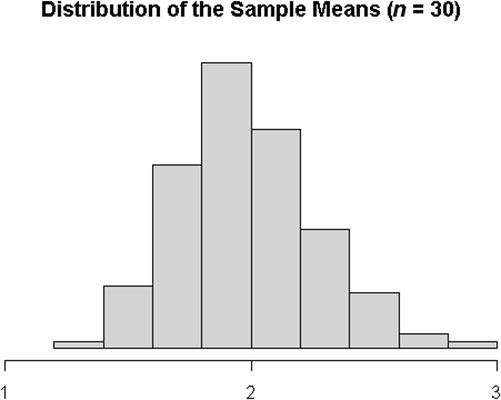 Distribution of the Sample Means (n = 30)
1 2 3